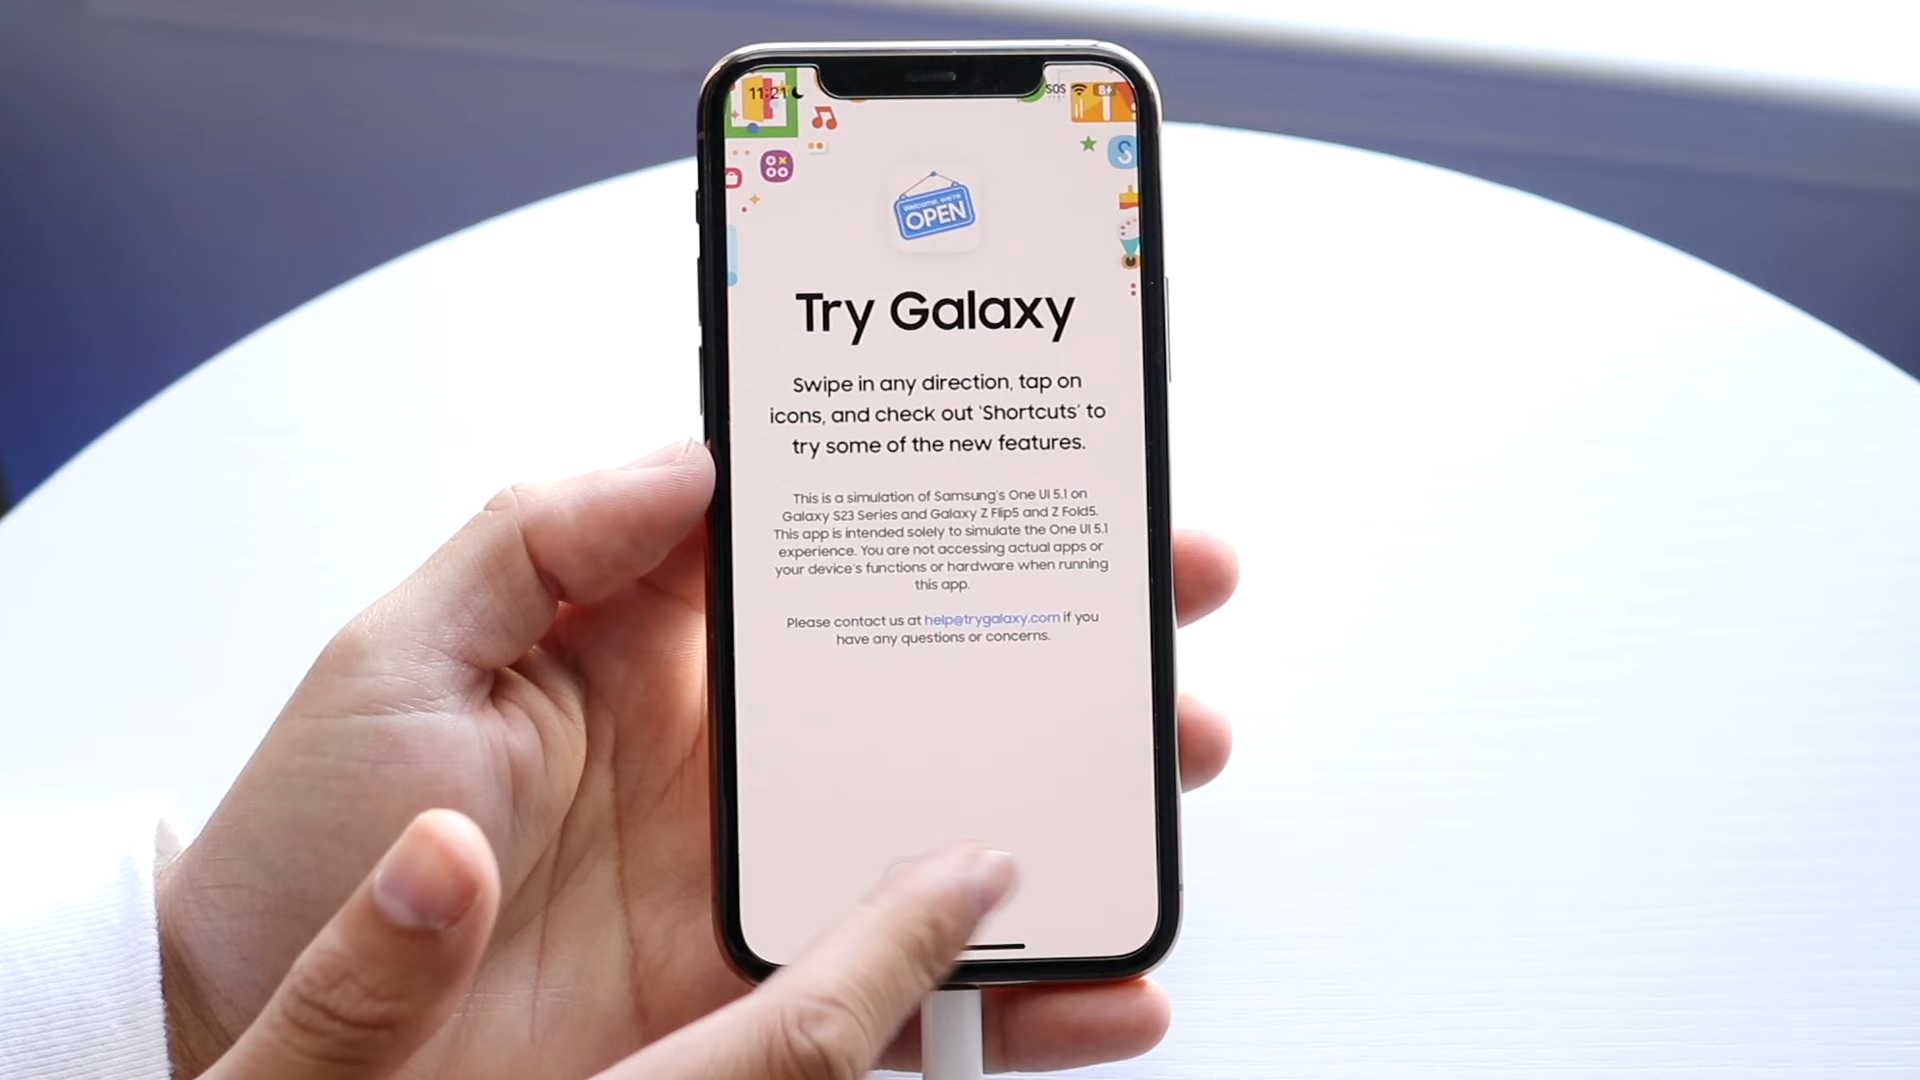 11:21
SOS
8
Welcome, we're
OPEN
Try Galaxy
Swipe in any direction, tap on
icons, and check out 'Shortcuts' to
try some of the new features.
This is a simulation of Samsung's One UI 5.1 on
Galaxy S23 Series and Galaxy Z Flip5 and Z Fold5.
This app is intended solely to simulate the One UI 5.1
experience. You are not accessing actual apps or
your device's functions or hardware when running
this app.
Please contact us at help@trygalaxy.com if you
have any questions or concerns.